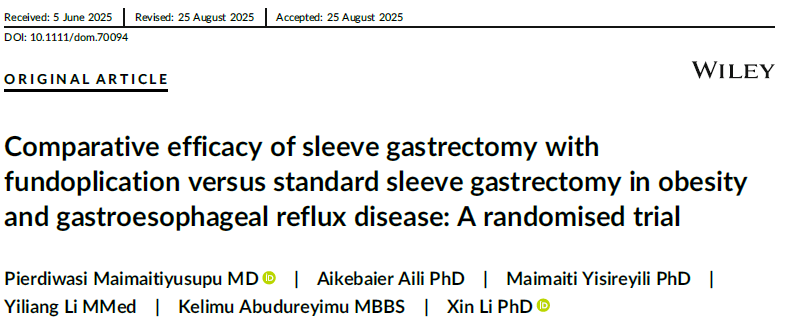 Received: 5 June 2025 | Revised: 25 August 2025 | Accepted: 25 August 2025
DOI: 10.1111/dom.70094
ORIGINAL ARTICLE
WILEY
Comparative efficacy of sleeve gastrectomy with
fundoplication versus standard sleeve gastrectomy in obesity
and gastroesophageal reflux disease: A randomised trial
Pierdiwasi Maimaitiyusupu MD iD | Aikebaier Aili PhD | Maimaiti Yisireyili PhD |
Yiliang Li MMed | Kelimu Abudureyimu MBBS | Xin Li PhD iD